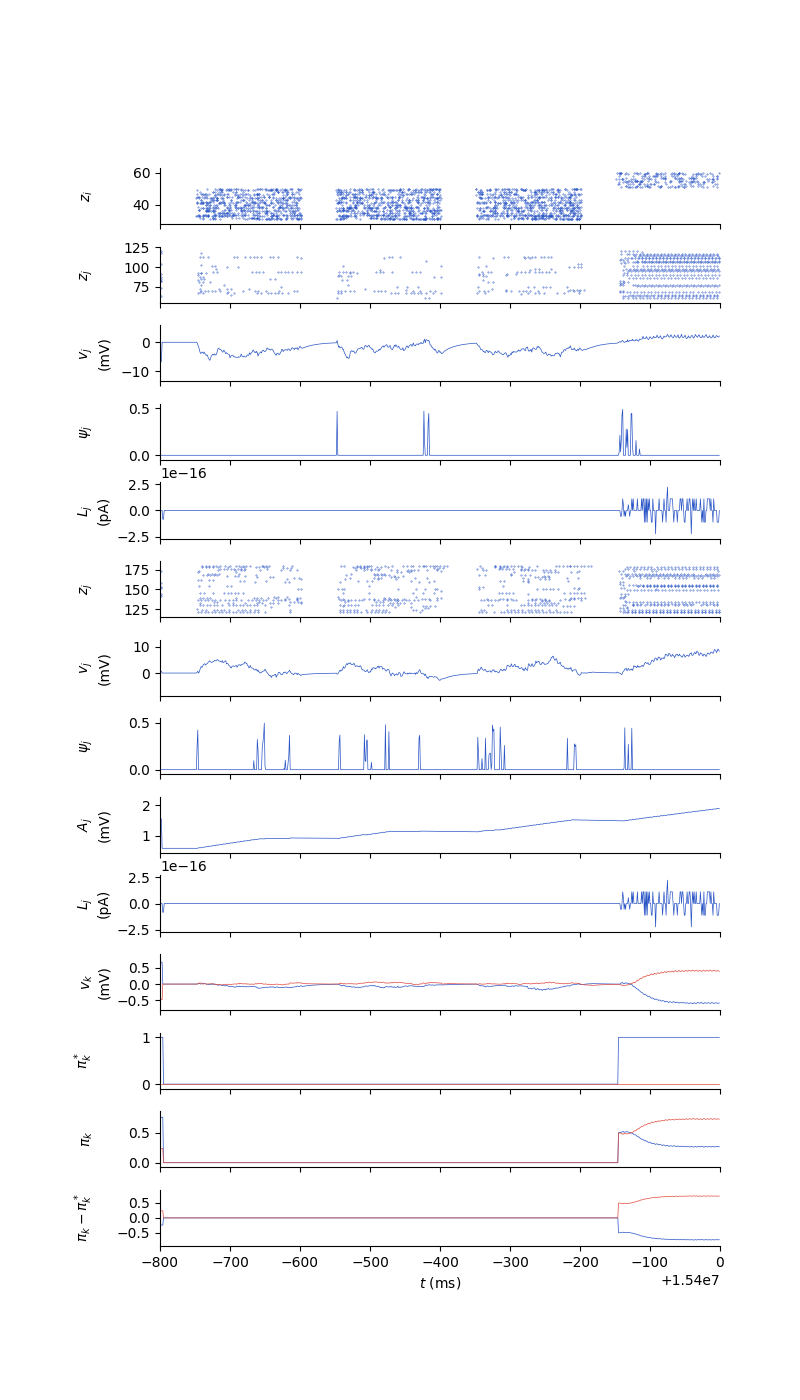 60
40
z_i
125
100
75
z_j
0
−10
v_j
(mV)
0.5
0.0
ψ_j
1e−16
2.5
0.0
−2.5
L_j
(pA)
175
150
125
z_j
10
0
v_j
(mV)
0.5
0.0
ψ_j
2
1
A_j
(mV)
1e−16
2.5
0.0
−2.5
L_j
(pA)
0.5
0.0
−0.5
v_k
(mV)
1
0
π_k^*
0.5
0.0
π_k
0.5
0.0
−0.5
π_k − π_k^*
−800 −700 −600 −500 −400 −300 −200 −100 0
t (ms)
+1.54e7